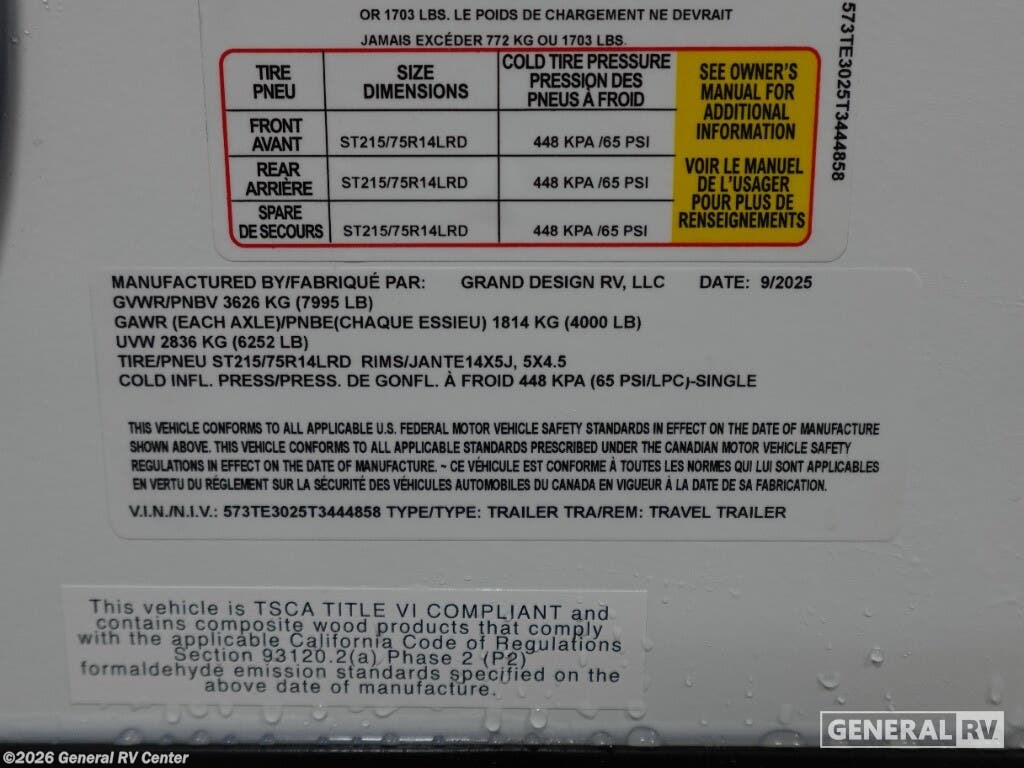 OR 1703 LBS. LE POIDS DE CHARGEMENT NE DEVRAIT
JAMAIS EXCÉDER 772 KG OU 1703 LBS.
TIRE
PNEU
SIZE
DIMENSIONS
COLD TIRE PRESSURE
PRESSION DES
PNEUS À FROID
SEE OWNER'S
MANUAL FOR
ADDITIONAL
INFORMATION
VOIR LE MANUEL
DE L'USAGER
POUR PLUS DE
RENSEIGNEMENTS
FRONT
AVANT
ST215/75R14LRD
448 KPA /65 PSI
REAR
ARRIÈRE
ST215/75R14LRD
448 KPA /65 PSI
SPARE
DE SECOURS
ST215/75R14LRD
448 KPA /65 PSI
573TE3025T3444858
MANUFACTURED BY/FABRIQUÉ PAR: GRAND DESIGN RV, LLC DATE: 9/2025
GVWR/PNBV 3626 KG (7995 LB)
GAWR (EACH AXLE)/PNBE(CHAQUE ESSIEU) 1814 KG (4000 LB)
UVW 2836 KG (6252 LB)
TIRE/PNEU ST215/75R14LRD RIMS/JANTE14X5J, 5X4.5
COLD INFL. PRESS/PRESS. DE GONFL. À FROID 448 KPA (65 PSI/LPC)-SINGLE
THIS VEHICLE CONFORMS TO ALL APPLICABLE U.S. FEDERAL MOTOR VEHICLE SAFETY STANDARDS IN EFFECT ON THE DATE OF MANUFACTURE
SHOWN ABOVE. THIS VEHICLE CONFORMS TO ALL APPLICABLE STANDARDS PRESCRIBED UNDER THE CANADIAN MOTOR VEHICLE SAFETY
REGULATIONS IN EFFECT ON THE DATE OF MANUFACTURE. ~ CE VÉHICULE EST CONFORME À TOUTES LES NORMES QUI LUI SONT APPLICABLES
EN VERTU DU RÉGLEMENT SUR LA SÉCURITÉ DES VÉHICULES AUTOMOBILES DU CANADA EN VIGUEUR À LA DATE DE SA FABRICATION.
V.I.N./N.I.V.: 573TE3025T3444858 TYPE/TYPE: TRAILER TRA/REM: TRAVEL TRAILER
This vehicle is TSCA TITLE VI COMPLIANT and
contains composite wood products that comply
with the applicable California Code of Regulations
Section 93120.2(a) Phase 2 (P2)
formaldehyde emission standards specified on the
above date of manufacture.
GENERAL RV
©2026 General RV Center